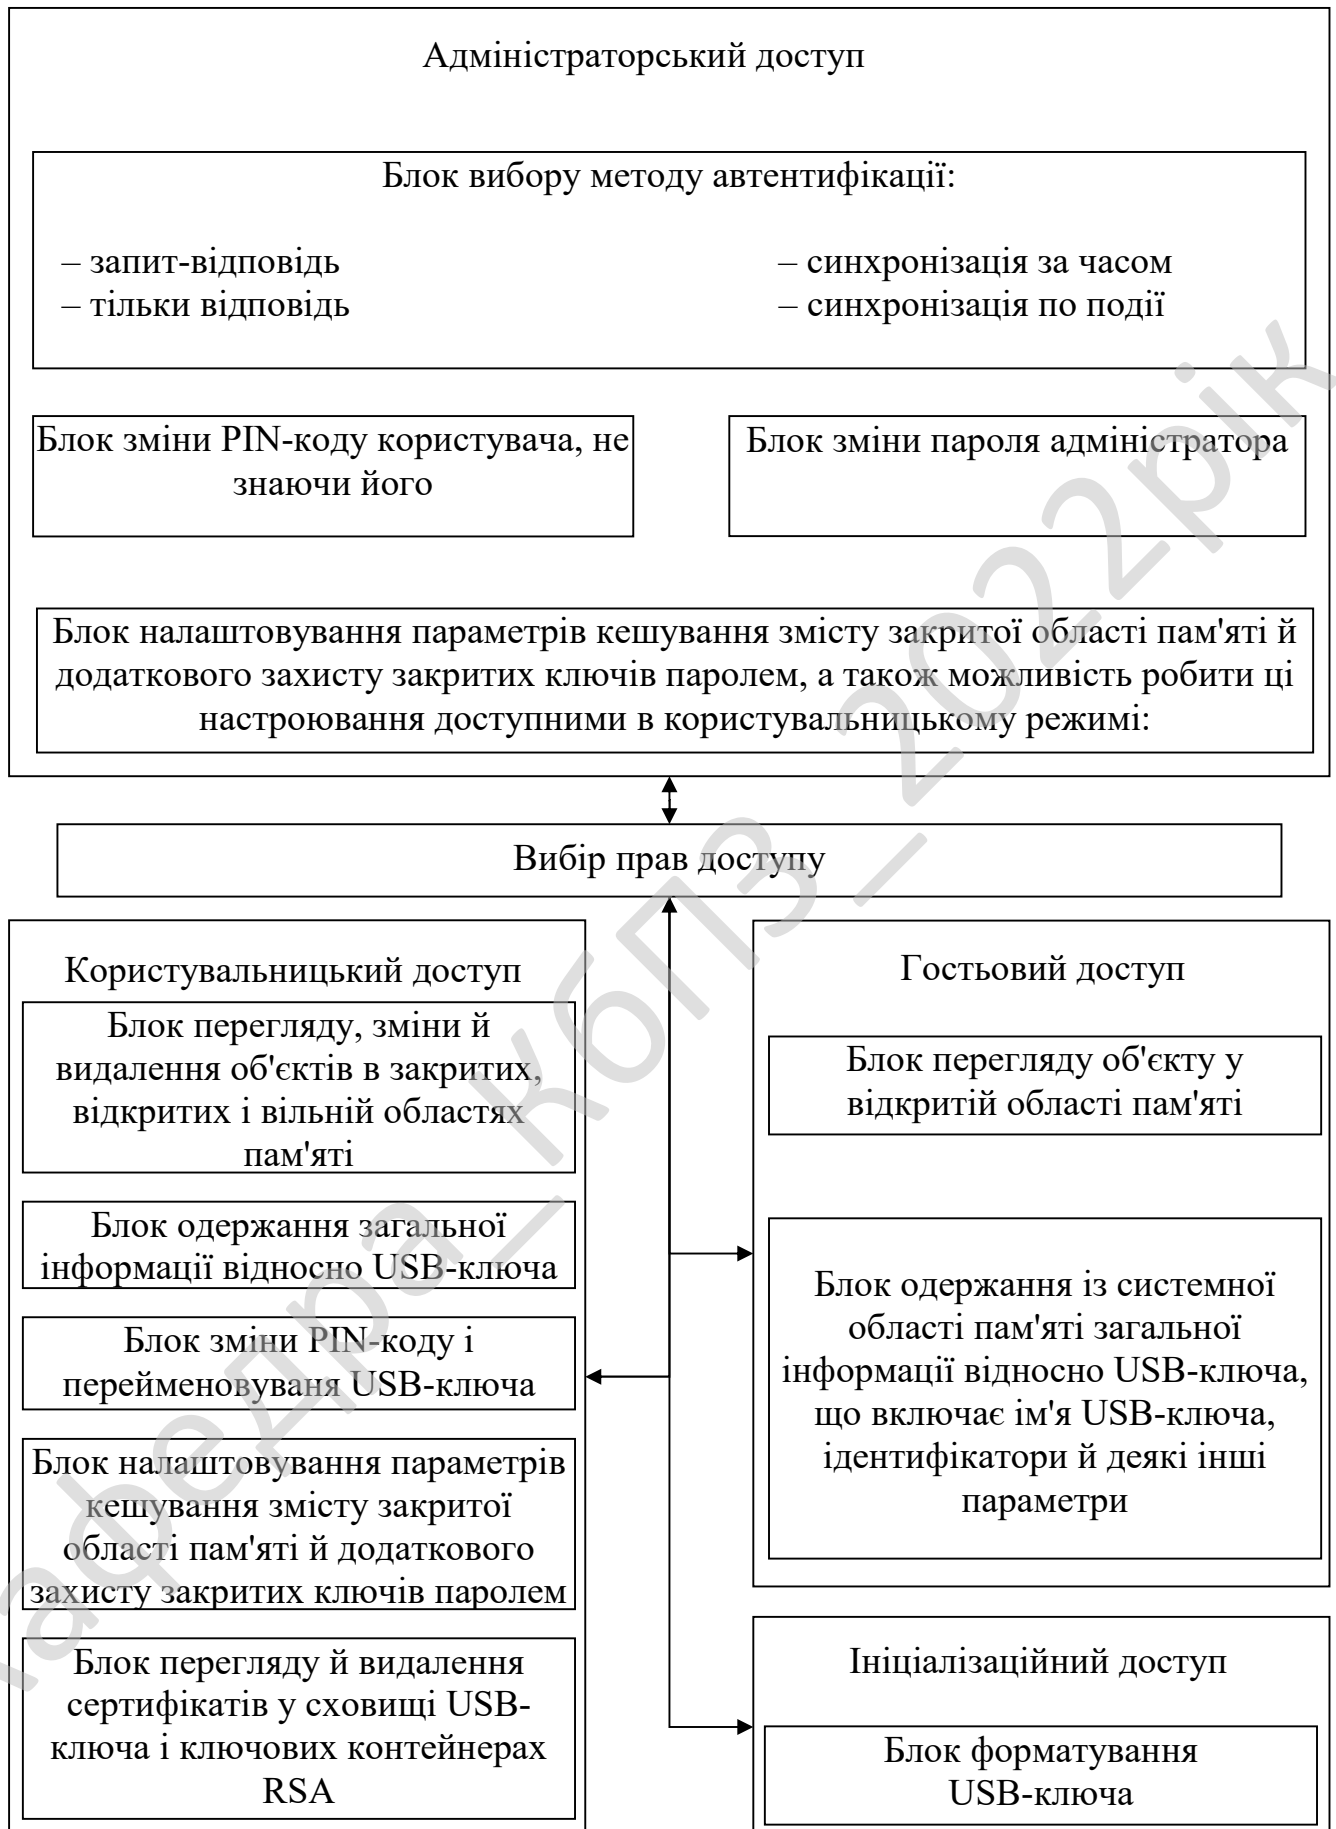 Адміністраторський доступ
Блок вибору методу автентифікації:
– запит-відповідь
– тільки відповідь
– синхронізація за часом
– синхронізація по події
Блок зміни PIN-коду користувача, не
знаючи його
Блок зміни пароля адміністратора
Блок налаштовування параметрів кешування змісту закритої області пам'яті й
додаткового захисту закритих ключів паролем, а також можливість робити ці
настроювання доступними в користувальницькому режимі:
Вибір прав доступу
Користувальницький доступ
Блок перегляду, зміни й
видалення об'єктів в закритих,
відкритих і вільній областях
пам'яті
Блок одержання загальної
інформації відносно USB-ключа
Блок зміни PIN-коду і
перейменовуваня USB-ключа
Блок налаштовування параметрів
кешування змісту закритої
області пам'яті й додаткового
захисту закритих ключів паролем
Блок перегляду й видалення
сертифікатів у сховищі USB-
ключа і ключових контейнерах
RSA
Гостьовий доступ
Блок перегляду об'єкту у
відкритій області пам'яті
Блок одержання із системної
області пам'яті загальної
інформації відносно USB-ключа,
що включає ім'я USB-ключа,
ідентифікатори й деякі інші
параметри
Ініціалізаційний доступ
Блок форматування
USB-ключа
кафедра_КбПЗ_2022рік